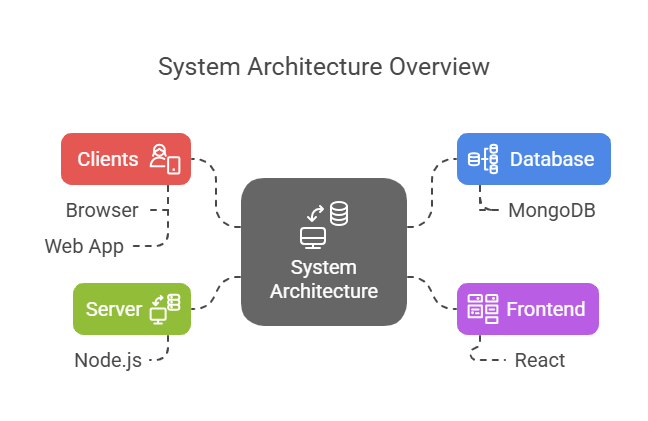 System Architecture Overview
Clients
Browser
Web App
Server
Node.js
System
Architecture
Database
MongoDB
Frontend
React